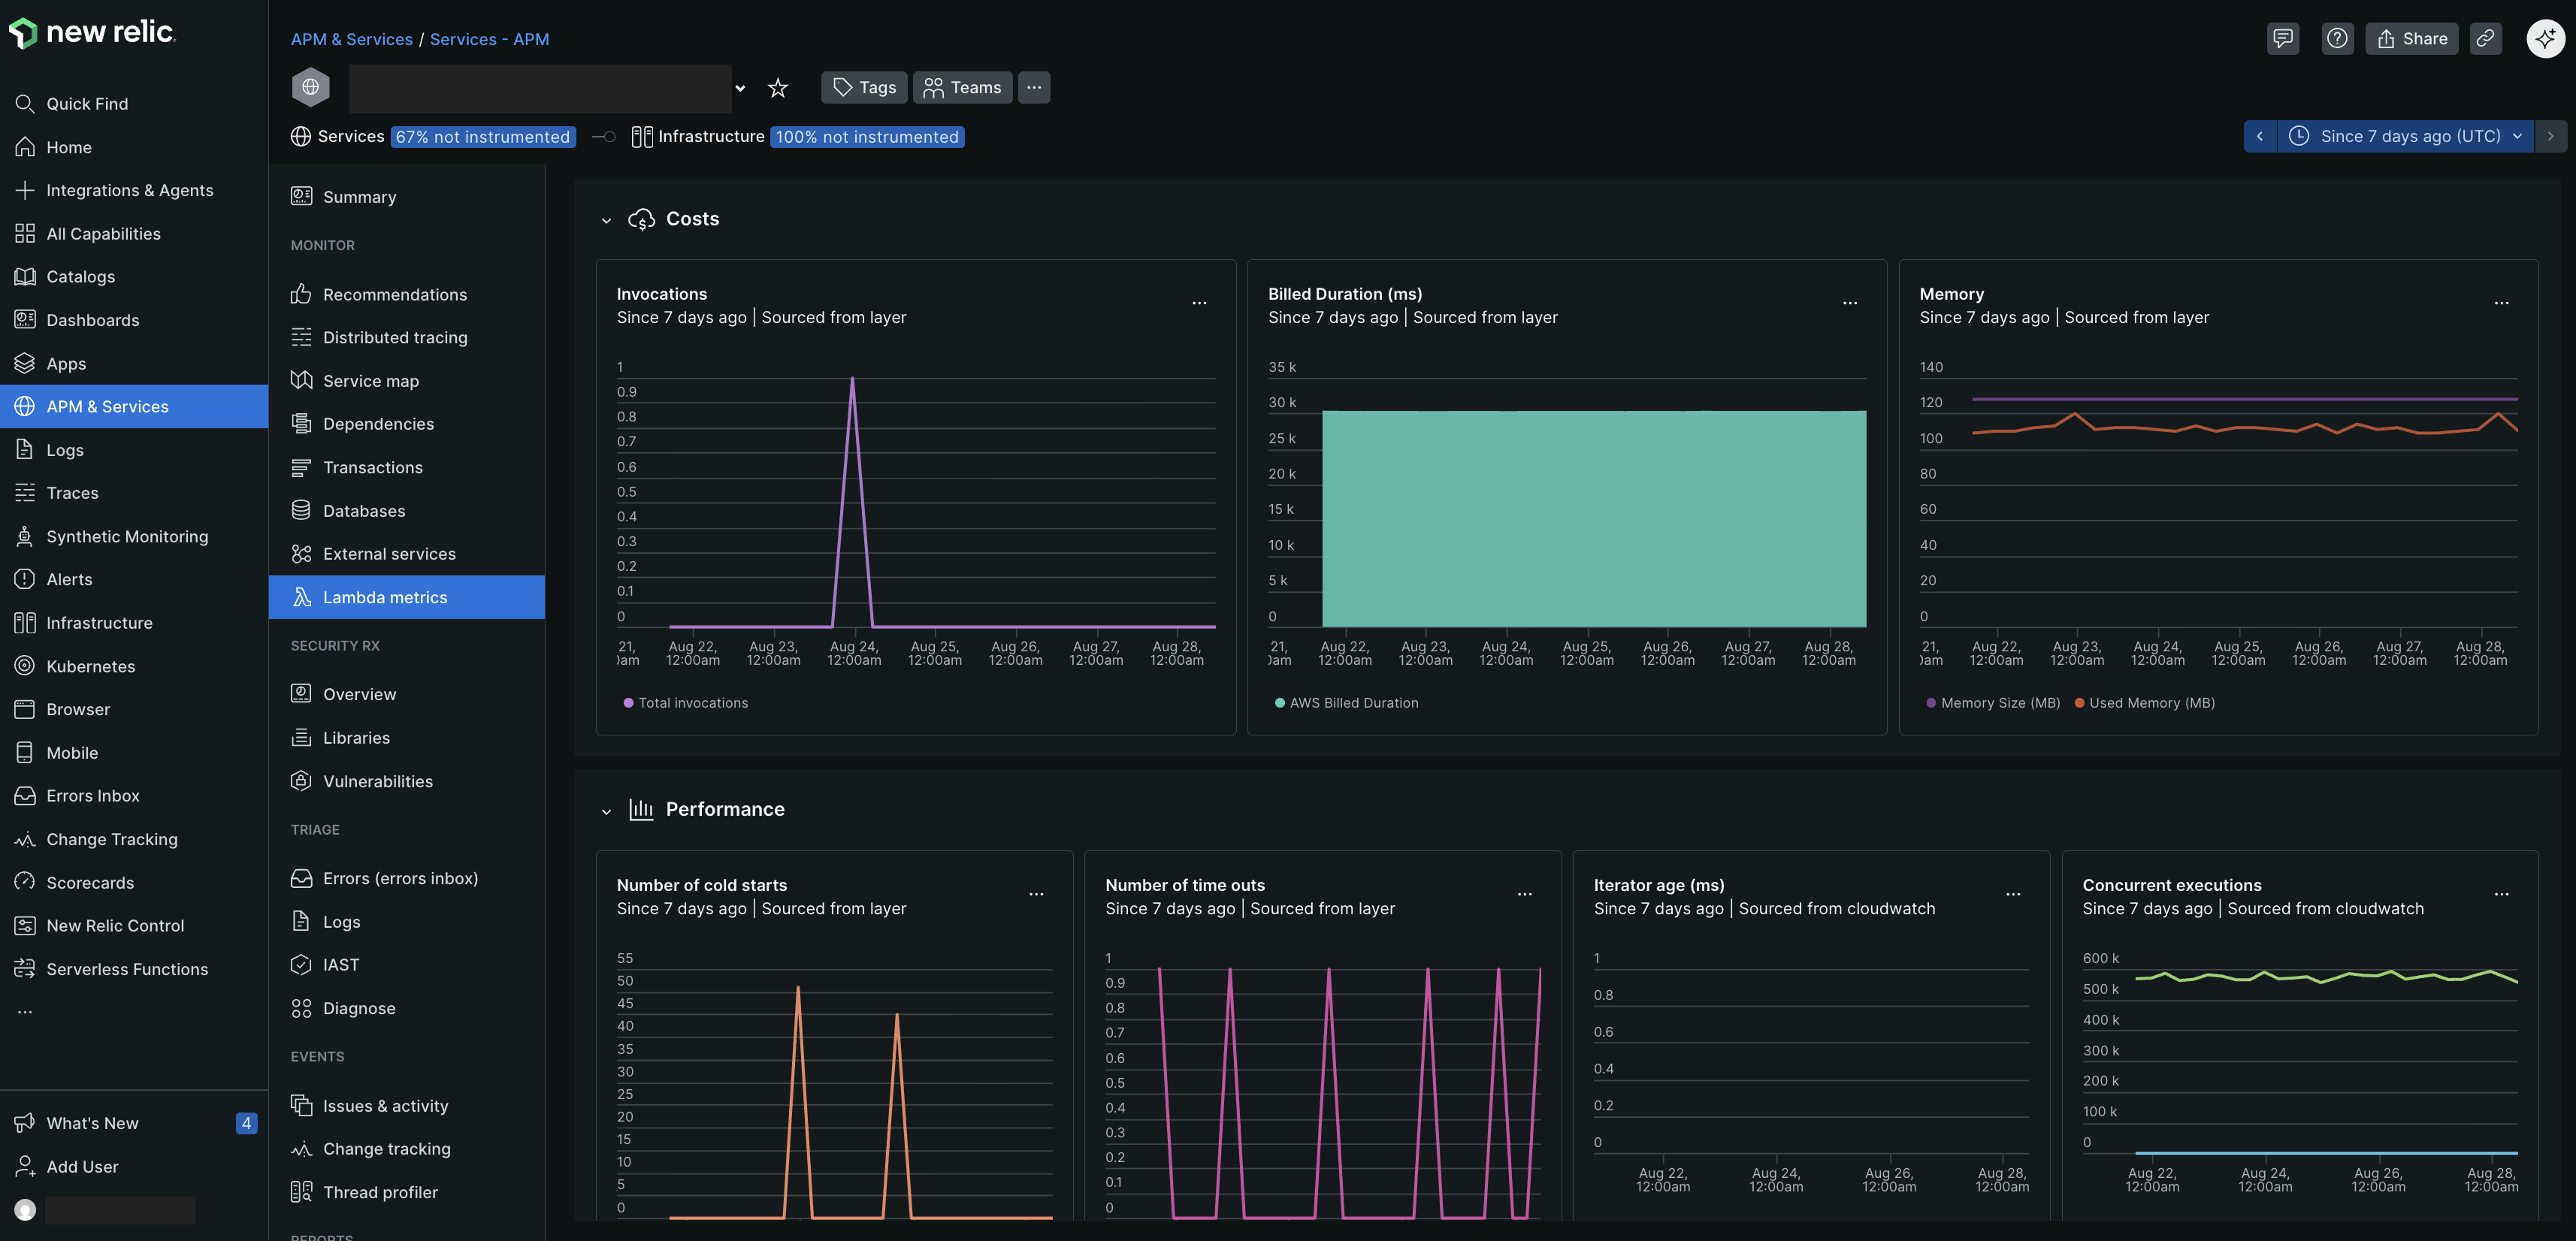 new relic
Quick Find
Home
Integrations & Agents
All Capabilities
Catalogs
Dashboards
Apps
APM & Services
Logs
Traces
Synthetic Monitoring
Alerts
Infrastructure
Kubernetes
Browser
Mobile
Errors Inbox
Change Tracking
Scorecards
New Relic Control
Serverless Functions
...
What's New 4
Add User
APM & Services / Services - APM
Tags Teams ...
Share
Services 67% not instrumented Infrastructure 100% not instrumented
Since 7 days ago (UTC)
Summary
MONITOR
Recommendations
Distributed tracing
Service map
Dependencies
Transactions
Databases
External services
Lambda metrics
SECURITY RX
Overview
Libraries
Vulnerabilities
TRIAGE
Errors (errors inbox)
Logs
IAST
Diagnose
EVENTS
Issues & activity
Change tracking
Thread profiler
REPORTS
Costs
Invocations
Since 7 days ago | Sourced from layer
1
0.9
0.8
0.7
0.6
0.5
0.4
0.3
0.2
0.1
0
21, Aug 22, Aug 23, Aug 24, Aug 25, Aug 26, Aug 27, Aug 28,
0am 12:00am 12:00am 12:00am 12:00am 12:00am 12:00am 12:00am
Total invocations
Billed Duration (ms)
Since 7 days ago | Sourced from layer
35 k
30 k
25 k
20 k
15 k
10 k
5 k
0
21, Aug 22, Aug 23, Aug 24, Aug 25, Aug 26, Aug 27, Aug 28,
0am 12:00am 12:00am 12:00am 12:00am 12:00am 12:00am 12:00am
AWS Billed Duration
Memory
Since 7 days ago | Sourced from layer
140
120
100
80
60
40
20
0
21, Aug 22, Aug 23, Aug 24, Aug 25, Aug 26, Aug 27, Aug 28,
0am 12:00am 12:00am 12:00am 12:00am 12:00am 12:00am 12:00am
Memory Size (MB) Used Memory (MB)
Performance
Number of cold starts
Since 7 days ago | Sourced from layer
55
50
45
40
35
30
25
20
15
10
5
0
Number of time outs
Since 7 days ago | Sourced from layer
1
0.9
0.8
0.7
0.6
0.5
0.4
0.3
0.2
0.1
0
Iterator age (ms)
Since 7 days ago | Sourced from cloudwatch
1
0.8
0.6
0.4
0.2
0
Aug 22, Aug 24, Aug 26, Aug 28,
12:00am 12:00am 12:00am 12:00am
Concurrent executions
Since 7 days ago | Sourced from cloudwatch
600 k
500 k
400 k
300 k
200 k
100 k
0
Aug 22, Aug 24, Aug 26, Aug 28,
12:00am 12:00am 12:00am 12:00am